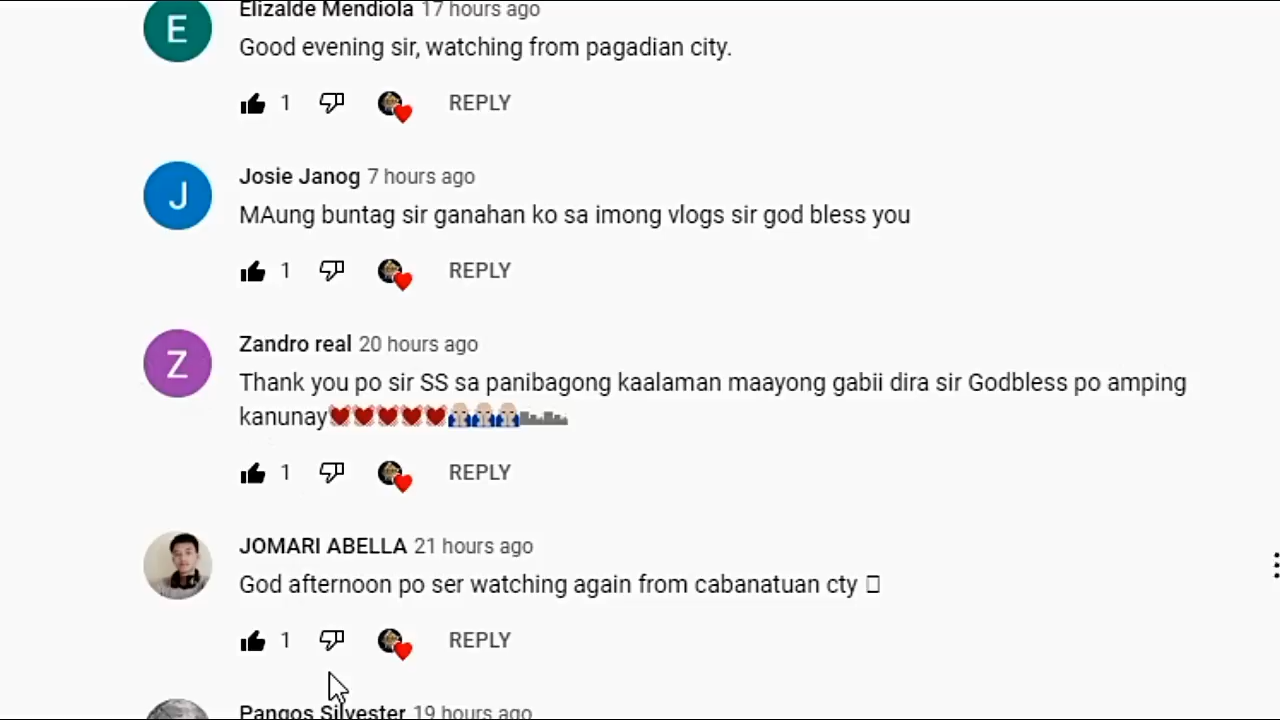 Elizalde Mendiola 17 hours ago
E
Good evening sir, watching from pagadian city.
1 REPLY
Josie Janog 7 hours ago
J
MAung buntag sir ganahan ko sa imong vlogs sir god bless you
1 REPLY
Zandro real 20 hours ago
Z
Thank you po sir SS sa panibagong kaalaman maayong gabii dira sir Godbless po amping
kanunay
1 REPLY
JOMARI ABELLA 21 hours ago
God afternoon po ser watching again from cabanatuan cty
1 REPLY
Pangos Silvester 19 hours ago